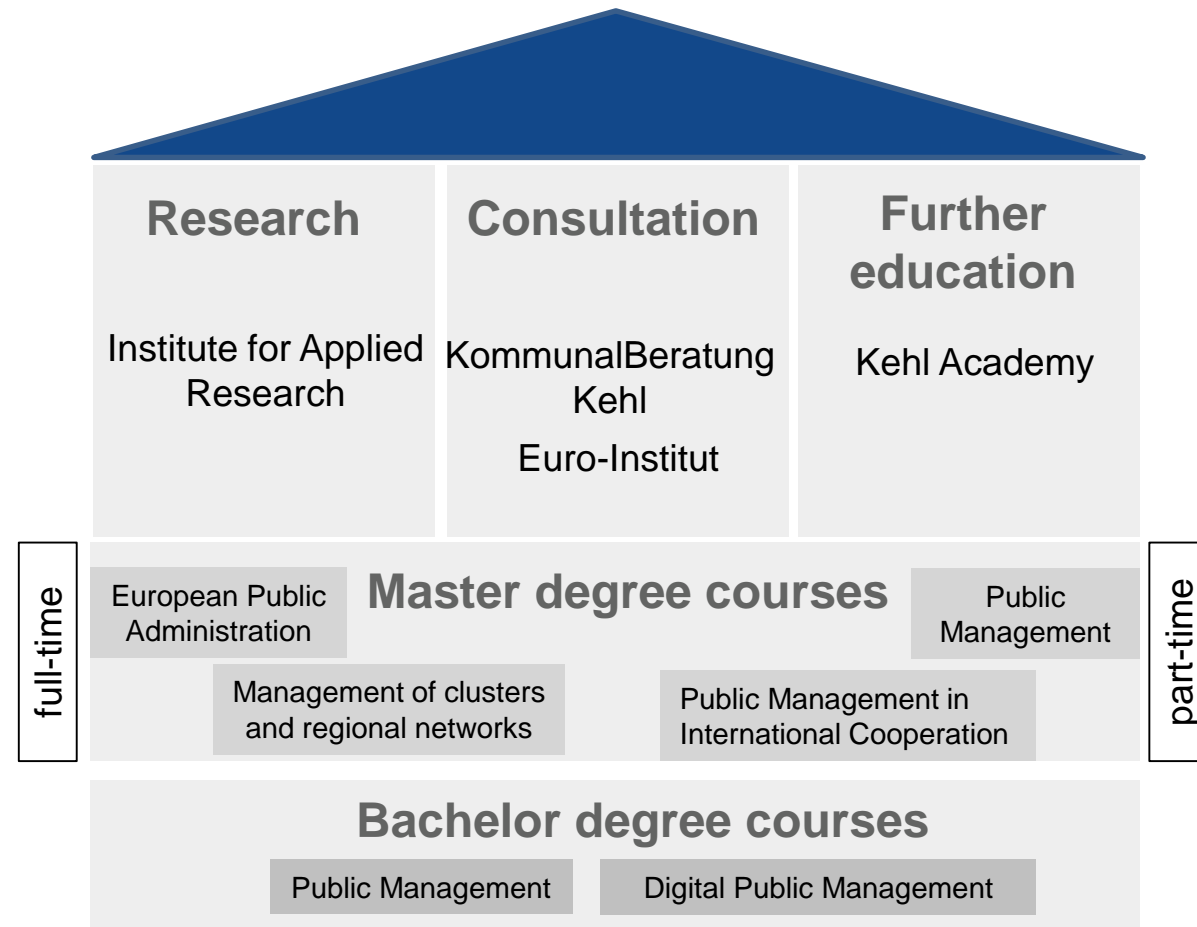 Research
Institute for Applied
Research
Consultation
KommunalBeratung
Kehl
Euro-Institut
Further
education
Kehl Academy
full-time
Master degree courses
European Public
Administration
Management of clusters
and regional networks
Public
Management
Public Management in
International Cooperation
part-time
Bachelor degree courses
Public Management
Digital Public Management